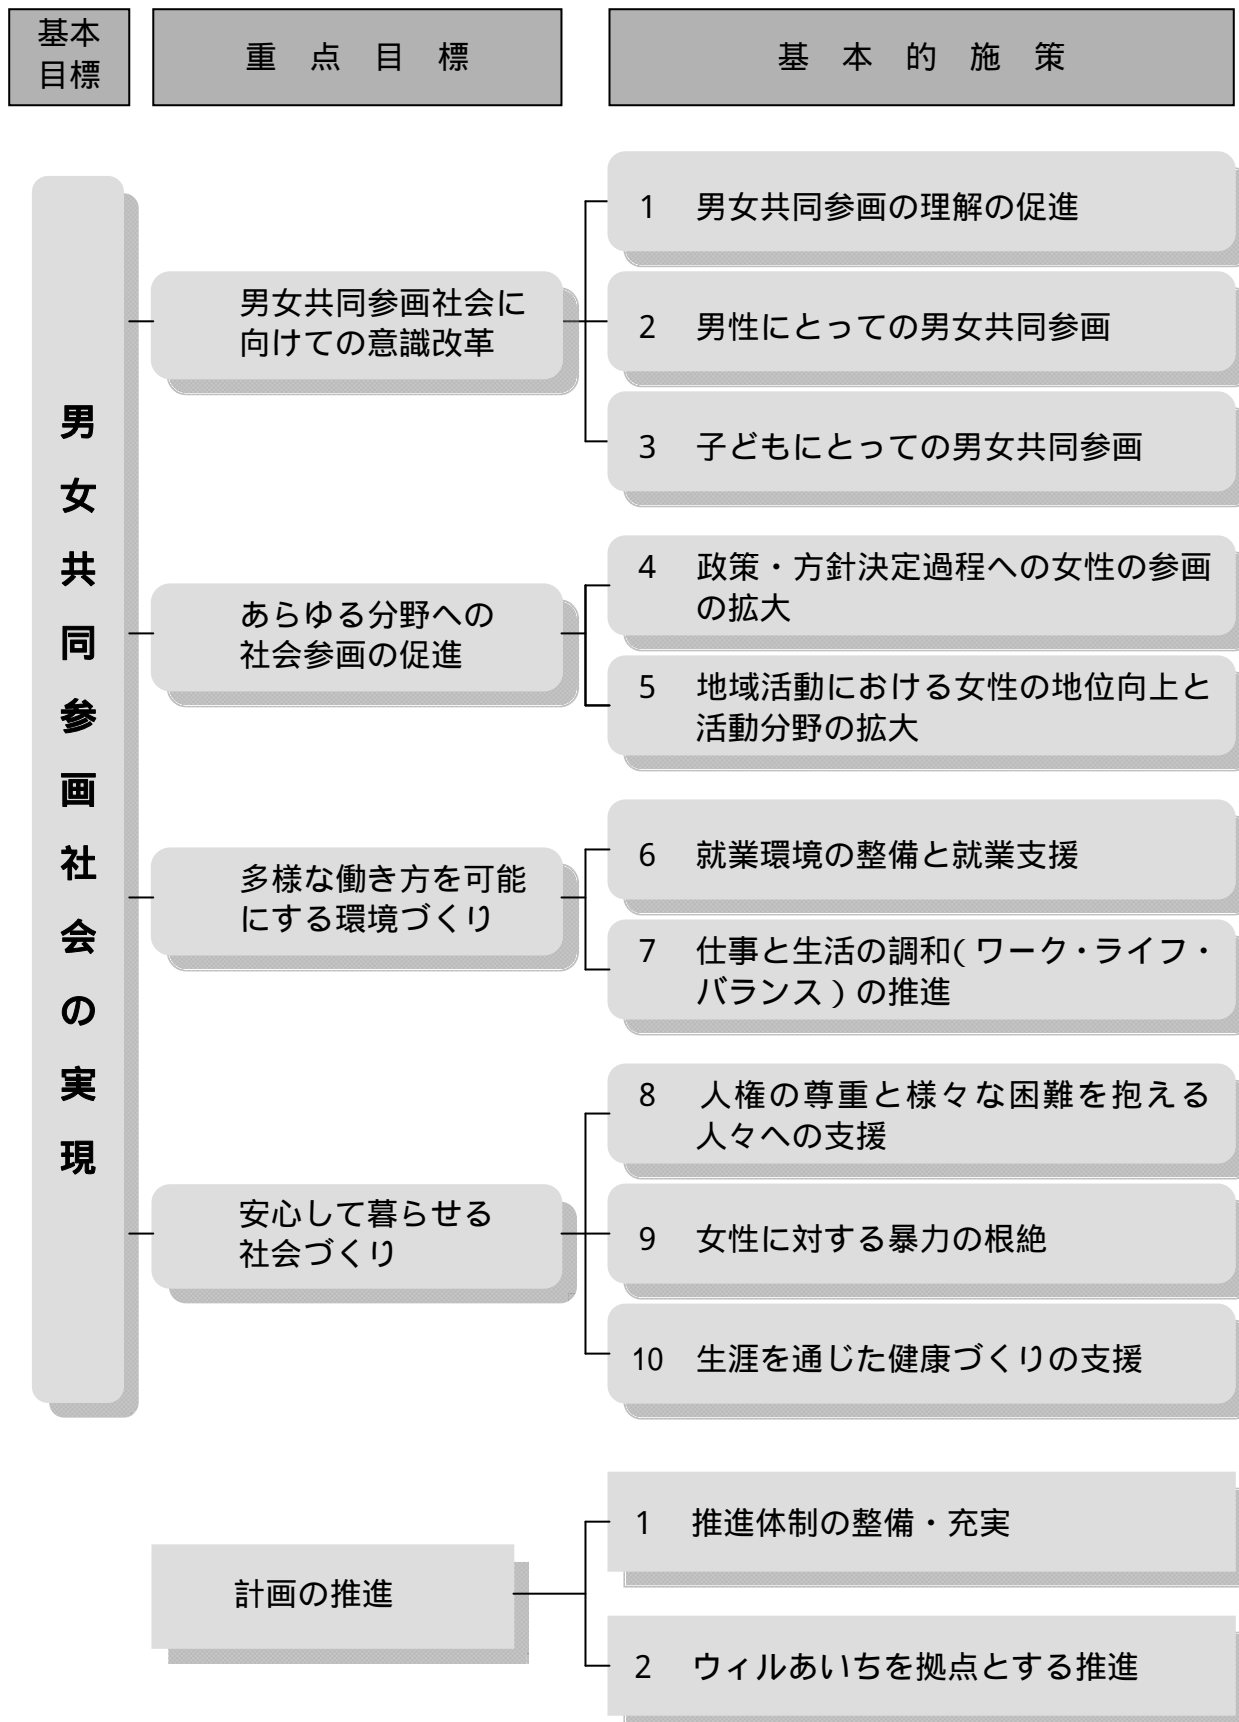 基本
目標
重点目標
基本的施策
男女共同参画社会の実現
男女共同参画社会に
向けての意識改革
1 男女共同参画の理解の促進
2 男性にとっての男女共同参画
3 子どもにとっての男女共同参画
あらゆる分野への
社会参画の促進
4 政策・方針決定過程への女性の参画
の拡大
5 地域活動における女性の地位向上と
活動分野の拡大
多様な働き方を可能
にする環境づくり
6 就業環境の整備と就業支援
7 仕事と生活の調和(ワーク・ライフ・
バランス)の推進
安心して暮らせる
社会づくり
8 人権の尊重と様々な困難を抱える
人々への支援
9 女性に対する暴力の根絶
10 生涯を通じた健康づくりの支援
計画の推進
1 推進体制の整備・充実
2 ウィルあいちを拠点とする推進